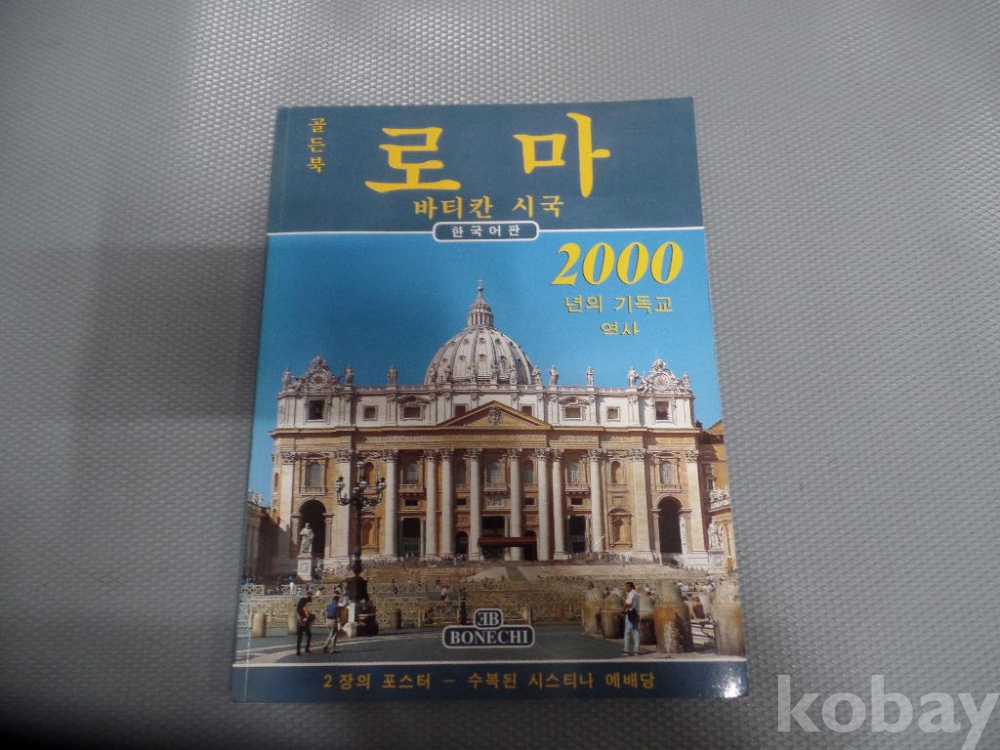 골든북
로마
바티칸 시국
한국어판
2000
년의 기독교
역사
EB
BONECHI
2 장의 포스터 - 수복된 시스티나 예배당
kobay